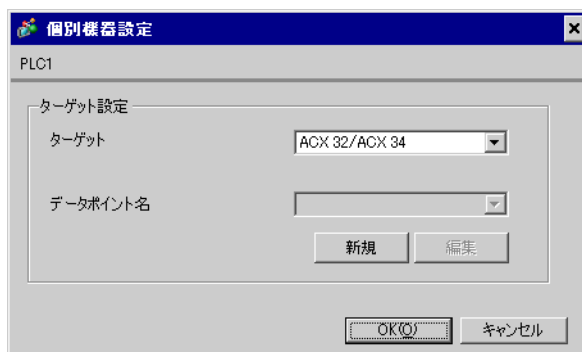 個別機器設定
PLC1
ターゲット設定
ターゲット
ACX 32/ACX 34
データポイント名
新規
編集
OK(O)
キャンセル